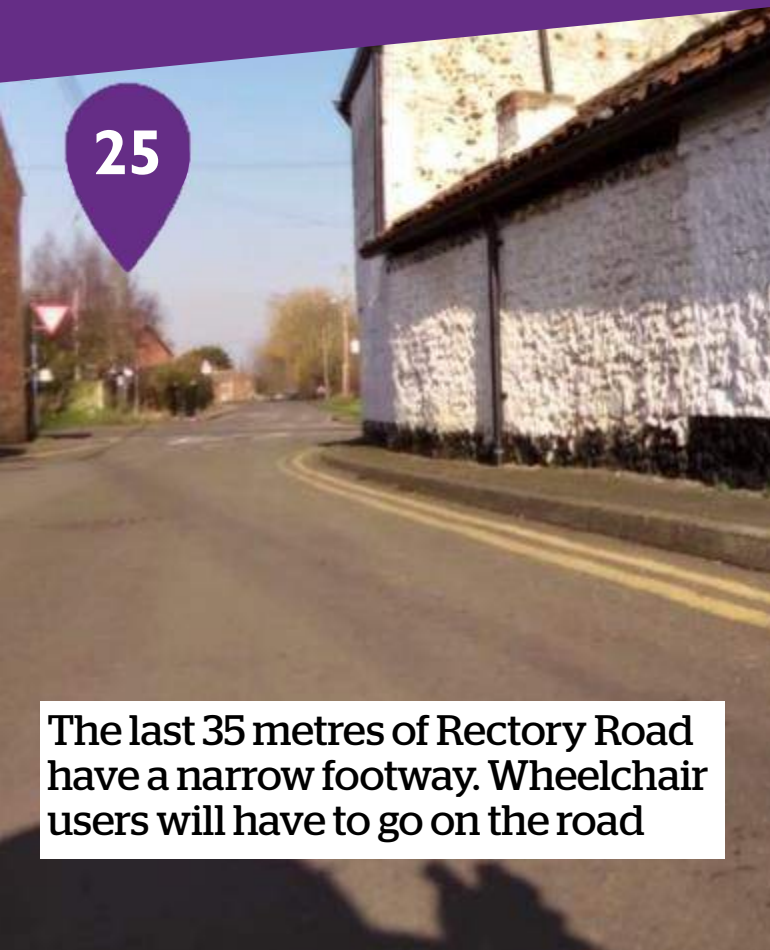 25
The last 35 metres of Rectory Road
have a narrow footway. Wheelchair
users will have to go on the road